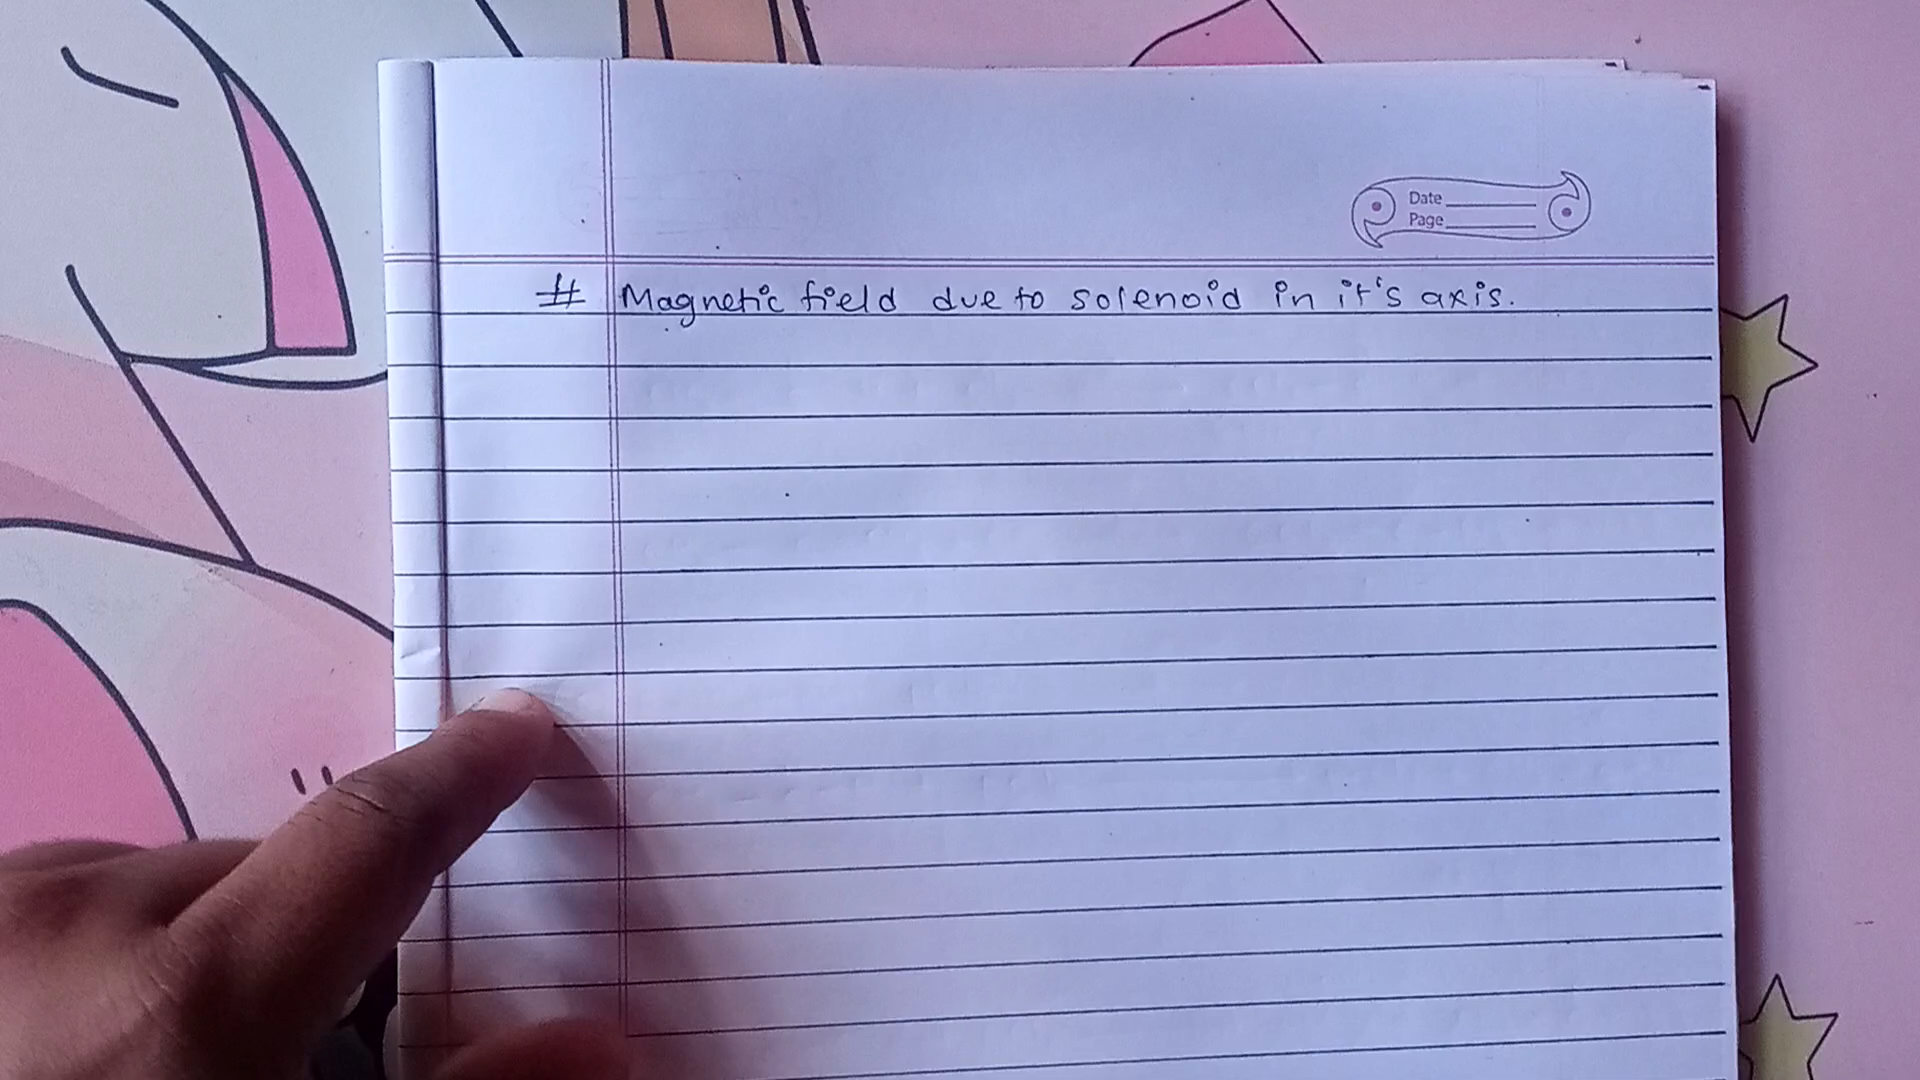 Date
Page
# Magnetic field due to solenoid in it's axis.